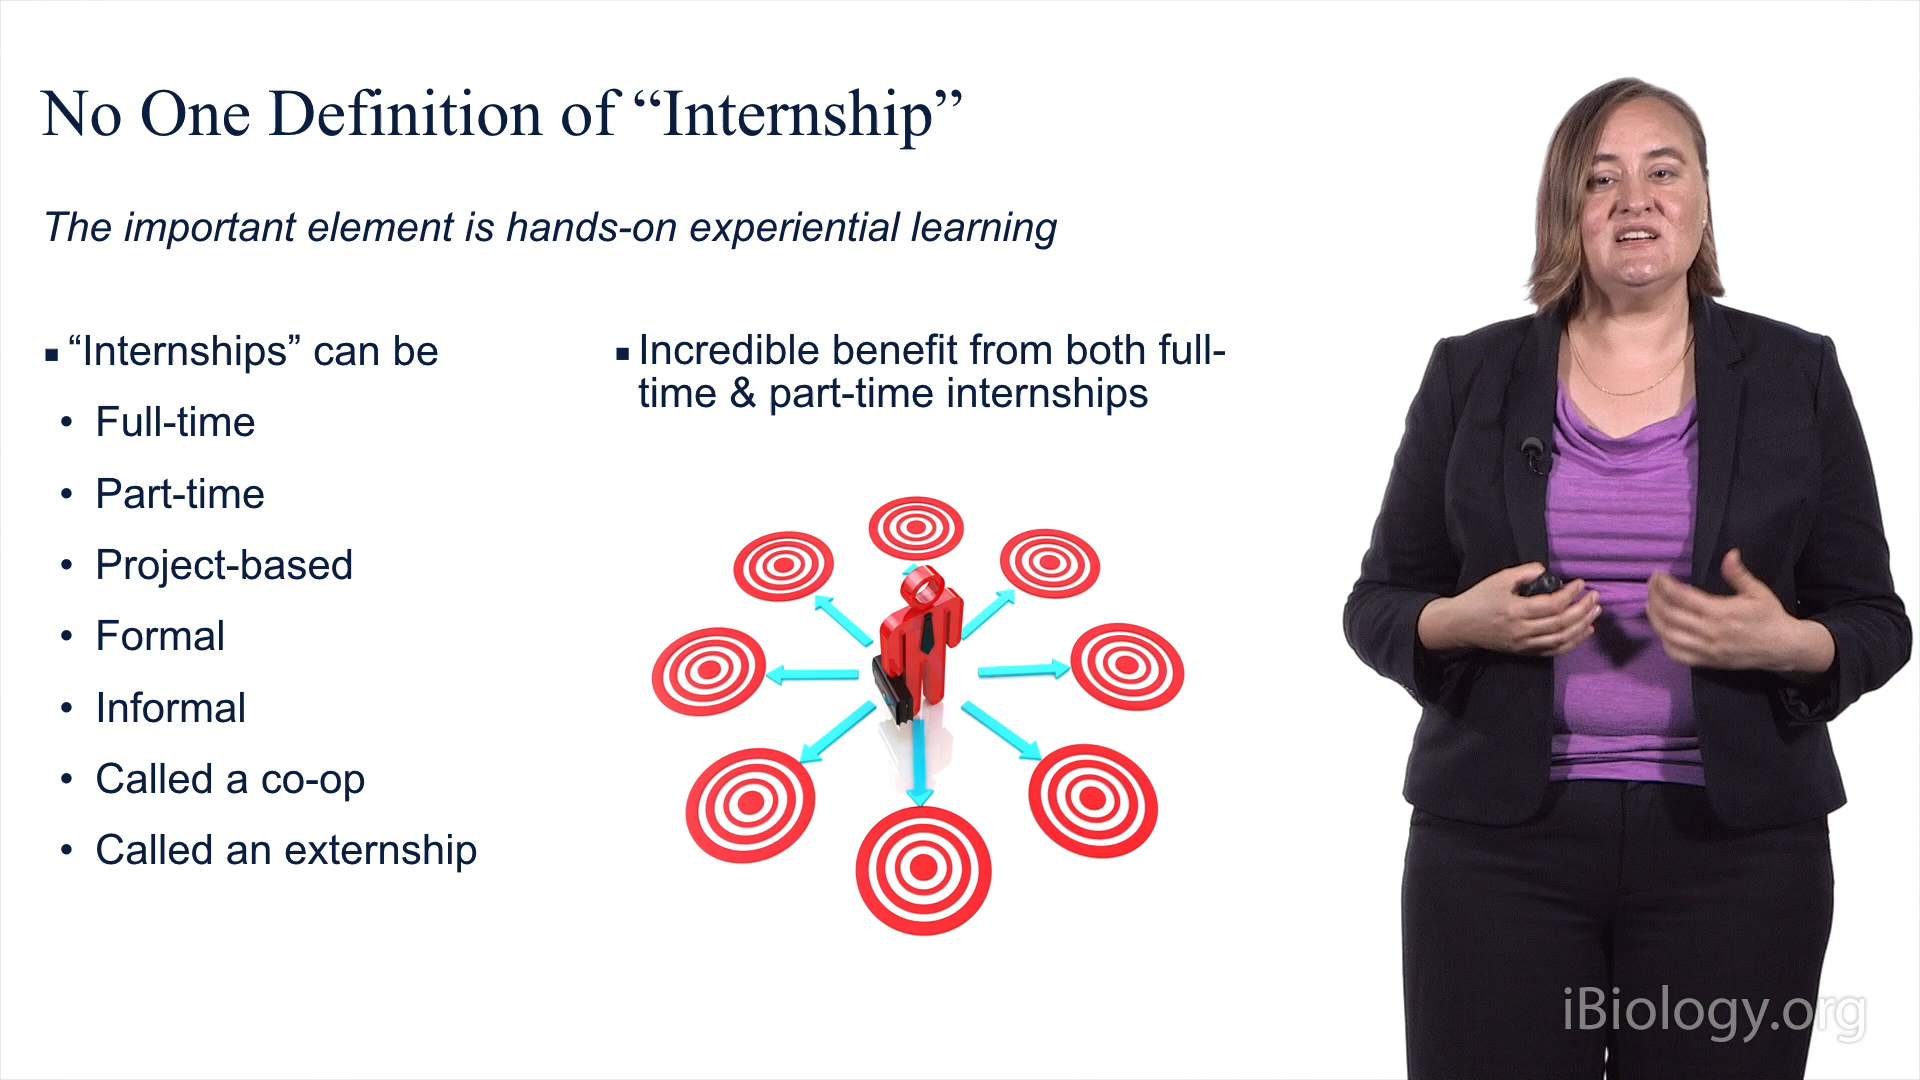 No One Definition of “Internship”
The important element is hands-on experiential learning
▪ “Internships” can be
• Full-time
• Part-time
• Project-based
• Formal
• Informal
• Called a co-op
• Called an externship
▪ Incredible benefit from both full-
time & part-time internships
iBiology.org